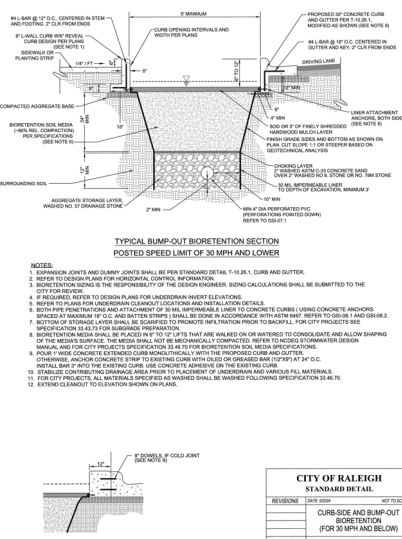 5' MINIMUM
#4 L-BAR @ 12" O.C. CENTERED IN STEM
AND FOOTING. 2" CLR FROM ENDS
6" L-WALL CURB W/6" REVEAL
CURB DESIGN PER PLANS
(SEE NOTE 1)
SIDEWALK OR
PLANTING STRIP
1/4" / FT
CURB OPENING INTERVALS AND
WIDTH PER PLANS
6"
6" TO 12"
PROPOSED 30" CONCRETE CURB
AND GUTTER PER T-10.26.1,
MODIFIED AS SHOWN (SEE NOTE 9)
#4 L-BAR @ 18" O.C. CENTERED IN
GUTTER AND KEY, 2" CLR FROM ENDS
DRIVING LANE
12" MIN
6"
4" MIN
LINER ATTACHMENT
ANCHORS, BOTH SIDES
COMPACTED AGGREGATE BASE
BIORETENTION SOIL MEDIA
(~80% REL. COMPACTION)
(SEE NOTE 8)
24"
MIN
18"
SOD OR 3" OF FINELY SHREDDED
HARDWOOD MULCH LAYER
FINISH GRADE SIDES AND BOTTOM AS SHOWN ON
PLAN. CUT SLOPE 1:1 OR STEEPER BASED ON
GEOTECHNICAL ANALYSIS
CHOKING LAYER
2" WASHED ASTM C-33 CONCRETE SAND
OVER 2" WASHED NO 8. STONE OR NO. 78M STONE
SURROUNDING SOIL
12"
MIN
30 MIL IMPERMEABLE LINER
TO DEPTH OF EXCAVATION, MINIMUM 3'
10" MIN
AGGREGATE STORAGE LAYER,
WASHED NO. 57 DRAINAGE STONE
2" MIN
MIN 4" DIA PERFORATED PVC
(PERFORATIONS POINTED DOWN)
REFER TO GSI-07.1
TYPICAL BUMP-OUT BIORETENTION SECTION
POSTED SPEED LIMIT OF 30 MPH AND LOWER
NOTES:
1. EXPANSION JOINTS AND DUMMY JOINTS SHALL BE PER STANDARD DETAIL T-10.26.1, CURB AND GUTTER.
2. REFER TO DESIGN PLANS FOR HORIZONTAL CONTROL INFORMATION.
3. BIORETENTION SIZING IS THE RESPONSIBILITY OF THE DESIGN ENGINEER. SIZING CALCULATIONS SHALL BE SUBMITTED TO THE
CITY FOR REVIEW.
4. IF REQUIRED, REFER TO DESIGN PLANS FOR UNDERDRAIN INVERT ELEVATIONS.
5. REFER TO PLANS FOR UNDERDRAIN CLEANOUT LOCATIONS AND INSTALLATION DETAILS.
6. BOTH PIPE PENETRATIONS AND ATTACHMENT OF 30 MIL IMPERMEABLE LINER TO CONCRETE CURBS ( USING CONCRETE ANCHORS
SPACED AT MAXIMUM 18" O.C. AND BATTEN STRIPS ) SHALL BE DONE IN ACCORDANCE WITH ASTM 6497. REFER TO GSI-08.1 AND GSI-08.2.
7. BOTTOM OF STORAGE LAYER SHALL BE SCARIFIED TO PROMOTE INFILTRATION PRIOR TO BACKFILL. FOR CITY PROJECTS SEE
SPECIFICATION 33.43.73 FOR SUBGRADE PREPARATION.
8. BIORETENTION MEDIA SHALL BE PLACED IN 8" TO 12" LIFTS THAT ARE WALKED ON OR WATERED TO CONSOLIDATE AND ALLOW SHAPING
OF THE MEDIA'S SURFACE. THE MEDIA SHALL NOT BE MECHANICALLY COMPACTED. REFER TO NCDEQ STORMWATER DESIGN
MANUAL AND FOR CITY PROJECTS SPECIFICATION 33.46.70 FOR BIORETENTION SOIL MEDIA SPECIFICATIONS.
9. POUR 1' WIDE CONCRETE EXTENDED CURB MONOLITHICALLY WITH THE PROPOSED CURB AND GUTTER.
OTHERWISE, ANCHOR CONCRETE STRIP TO EXISTING CURB WITH OILED OR GREASED BAR (1/2"X9") AT 24" O.C.
INSTALL BAR 3" INTO THE EXISTING CURB. USE CONCRETE ADHESIVE ON THE EXISTING CURB.
10. STABILIZE CONTRIBUTING DRAINAGE AREA PRIOR TO PLACEMENT OF UNDERDRAIN AND VARIOUS FILL MATERIALS.
11. FOR CITY PROJECTS, ALL MATERIALS SPECIFIED AS WASHED SHALL BE WASHED FOLLOWING SPECIFICATION 33.46.70.
12. EXTEND CLEANOUT TO ELEVATION SHOWN ON PLANS.
12"
9" DOWELS, IF COLD JOINT
(SEE NOTE 9)
CITY OF RALEIGH
STANDARD DETAIL
REVISIONS
NOT TO SC
CURB-SIDE AND BUMP-OUT
BIORETENTION
(FOR 30 MPH AND BELOW)